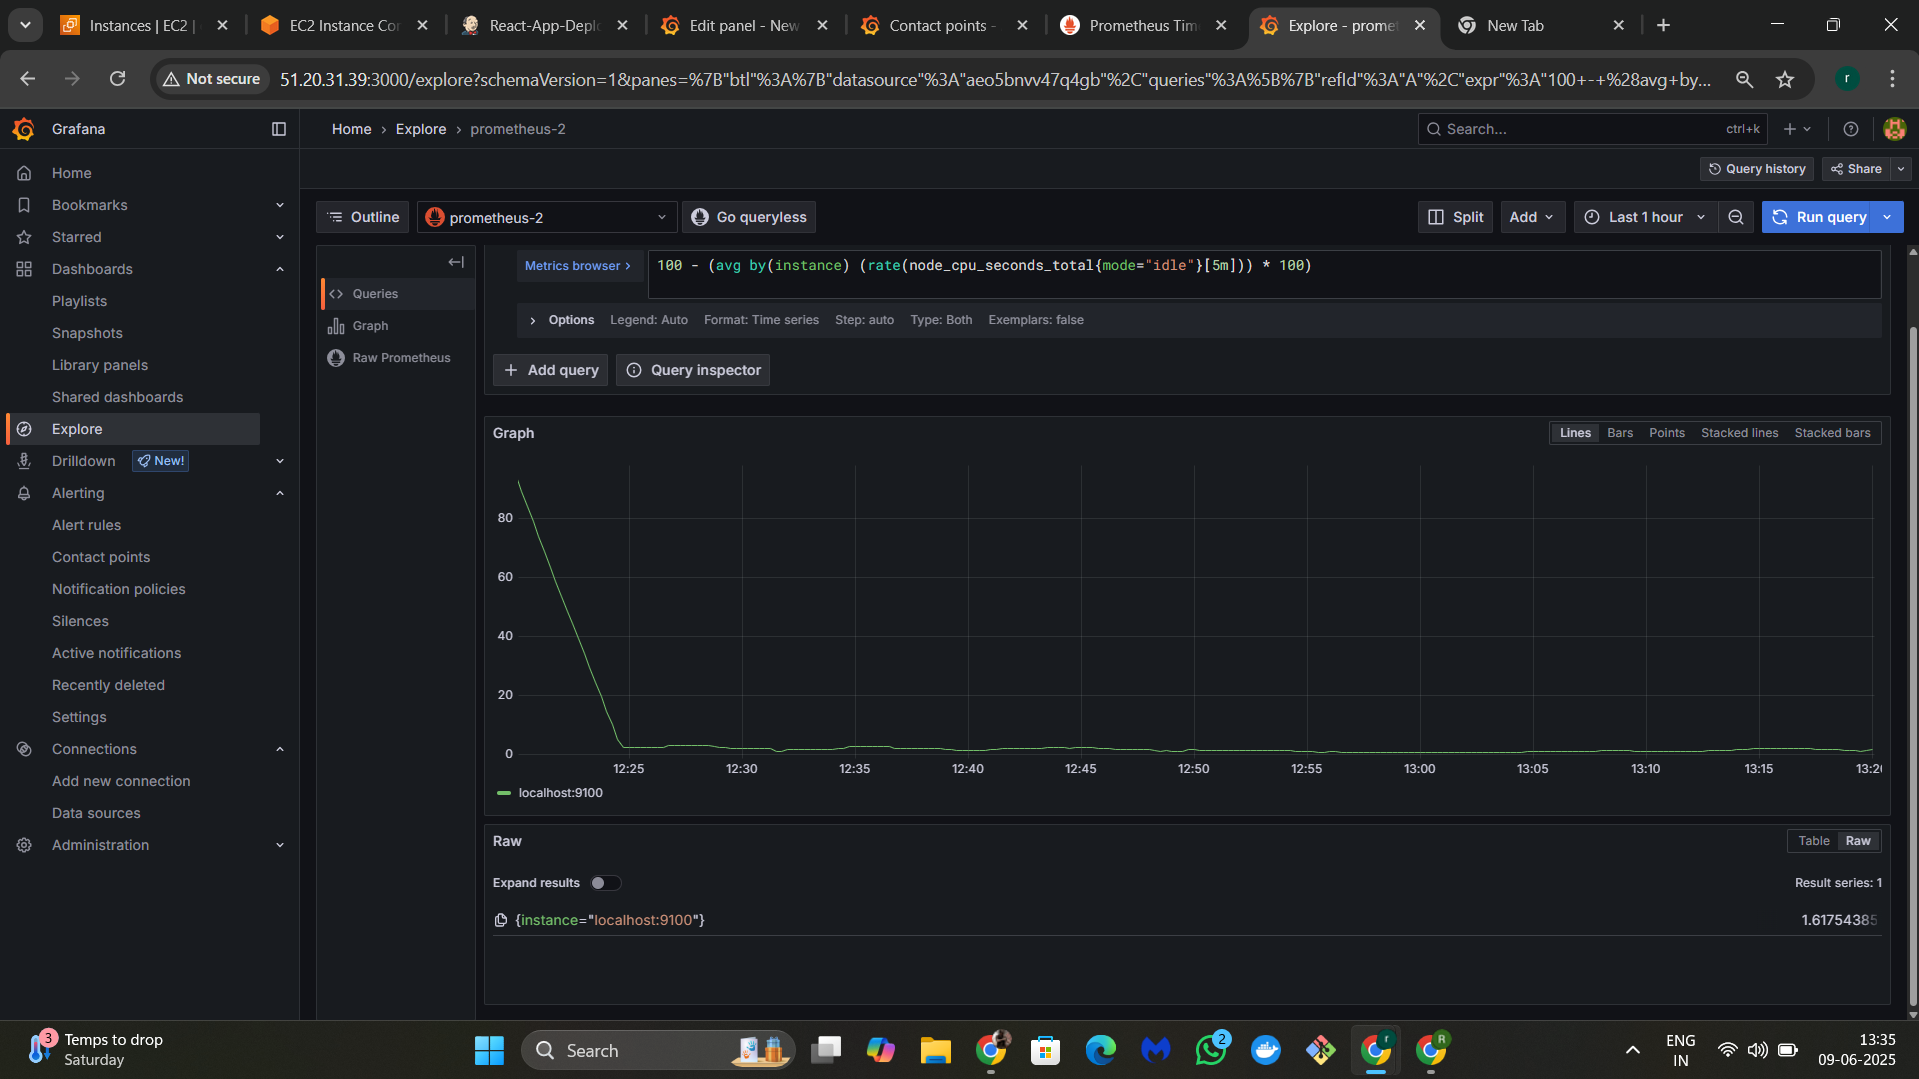 Instances | EC2 |
EC2 Instance Con
React-App-Deplo
Edit panel - New
Contact points -
Prometheus Time
Explore - promet
New Tab
Not secure
51.20.31.39:3000/explore?schemaVersion=1&panes=%7B"btl"%3A%7B"datasource"%3A"aeo5bnvv47q4gb"%2C"queries"%3A%5B%7B"refId"%3A"A"%2C"expr"%3A"100+-+%28avg+by...
r
Grafana
Home › Explore › prometheus-2
Search...
ctrl+k
Query history
Share
Home
Bookmarks
Starred
Dashboards
Playlists
Snapshots
Library panels
Shared dashboards
Explore
Drilldown
New!
Alerting
Alert rules
Contact points
Notification policies
Silences
Active notifications
Recently deleted
Settings
Connections
Add new connection
Data sources
Administration
Outline
prometheus-2
Go queryless
Split
Add
Last 1 hour
Run query
Queries
Graph
Raw Prometheus
Metrics browser >
100 - (avg by(instance) (rate(node_cpu_seconds_total{mode="idle"}[5m])) * 100)
Options
Legend: Auto
Format: Time series
Step: auto
Type: Both
Exemplars: false
+ Add query
Query inspector
Graph
Lines
Bars
Points
Stacked lines
Stacked bars
80
60
40
20
0
12:25
12:30
12:35
12:40
12:45
12:50
12:55
13:00
13:05
13:10
13:15
13:20
localhost:9100
Raw
Table
Raw
Expand results
Result series: 1
{instance="localhost:9100"}
1.61754385
3
Temps to drop
Saturday
Search
2
r
R
ENG
IN
13:35
09-06-2025